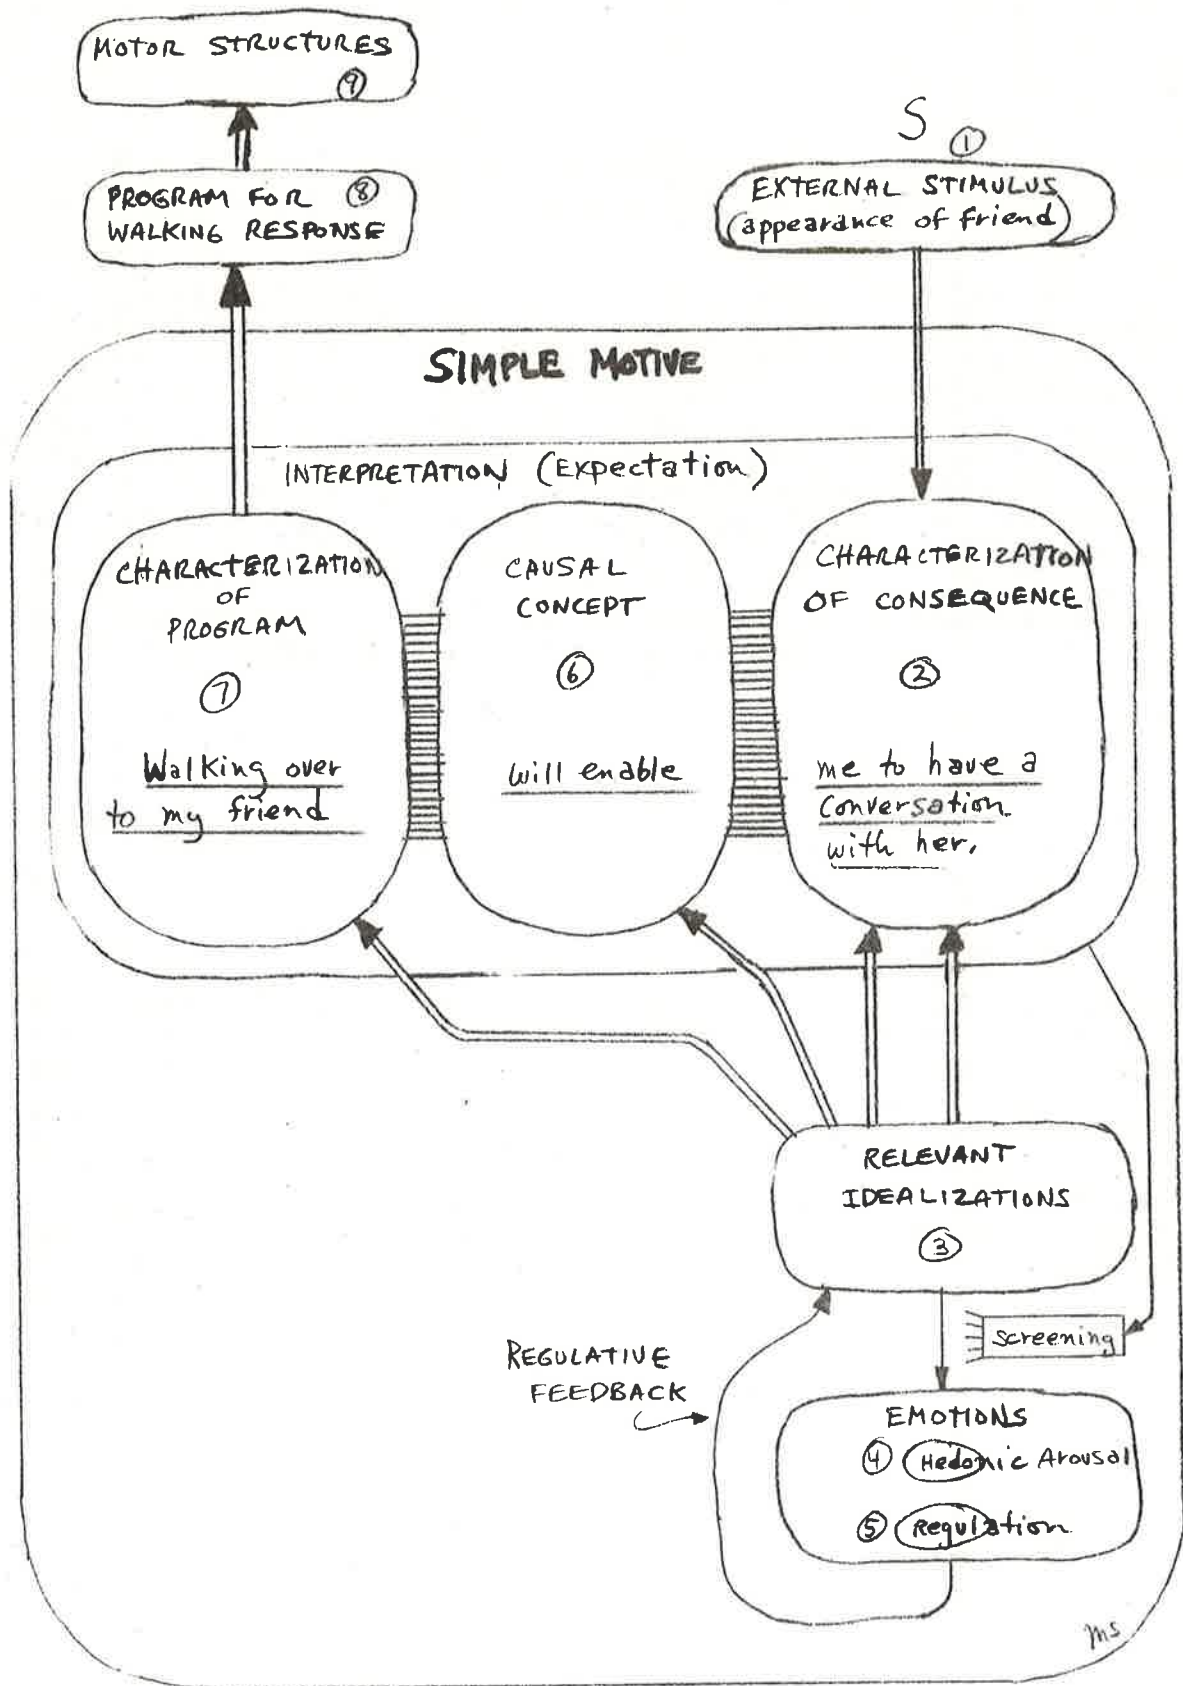 MOTOR STRUCTURES
9
PROGRAM FOR 8
WALKING RESPONSE
S 1
EXTERNAL STIMULUS
(appearance of friend)
SIMPLE MOTIVE
INTERPRETATION (Expectation)
CHARACTERIZATION
OF
PROGRAM
7
Walking over
to my friend
CAUSAL
CONCEPT
6
will enable
CHARACTERIZATION
OF CONSEQUENCE
2
me to have a
conversation
with her.
RELEVANT
IDEALIZATIONS
3
screening
REGULATIVE
FEEDBACK
EMOTIONS
4 Hedonic Arousal
5 Regulation
ms